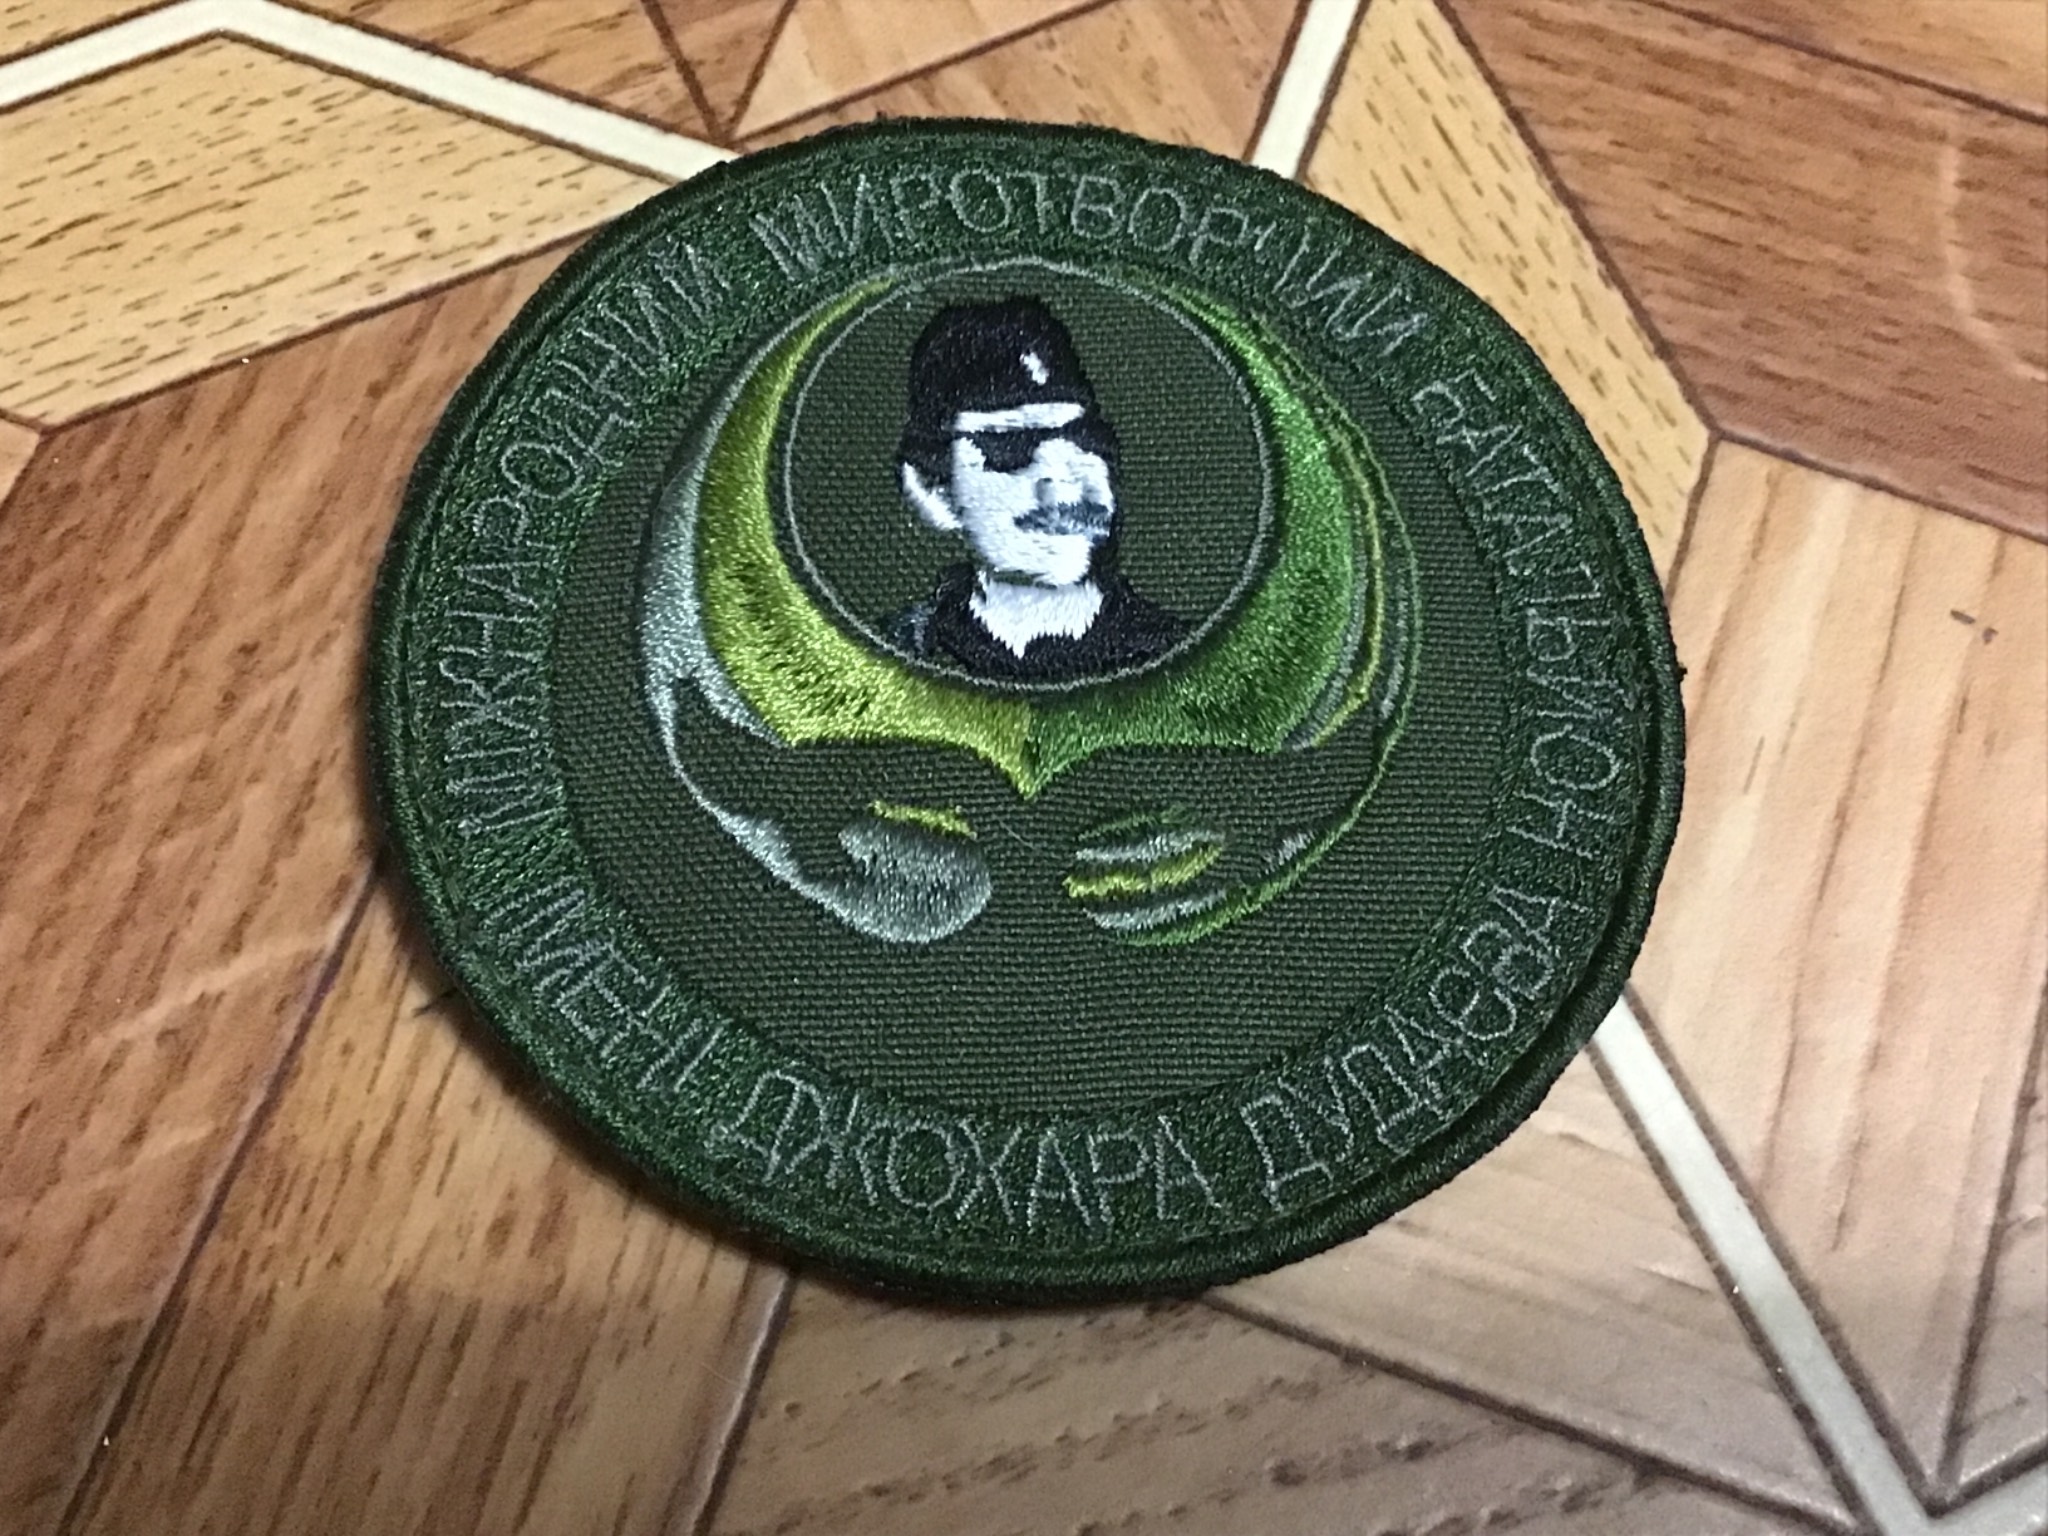 МІЖНАРОДНИЙ МИРОТВОРЧИЙ БАТАЛЬЙОН
ІМЕНІ ДЖОХАРА ДУДАЄВА